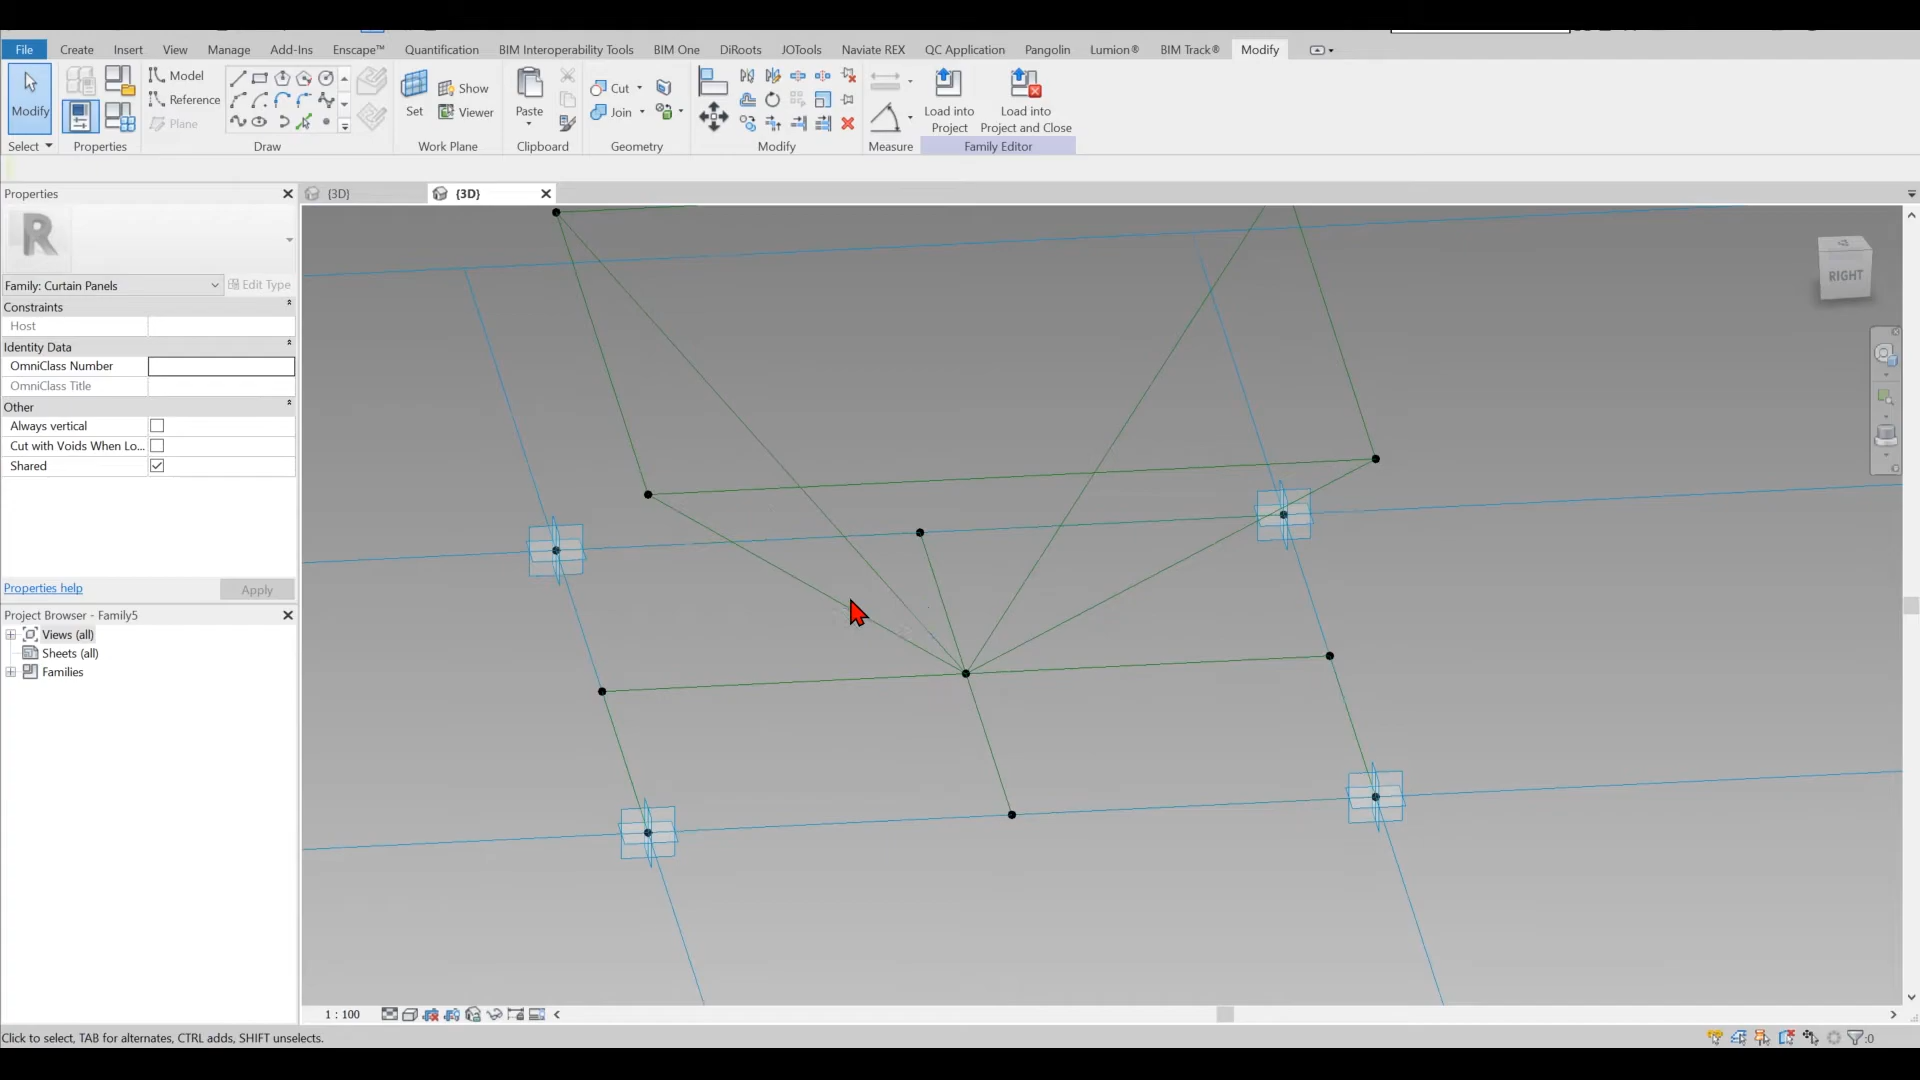 File Create Insert View Manage Add-Ins Enscape™ Quantification BIM Interoperability Tools BIM One DiRoots JOTools Naviate REX QC Application Pangolin Lumion® BIM Track® Modify
Modify
Model
Reference
Plane
Set
Show
Viewer
Paste
Cut
Join
Load into Project
Load into Project and Close
Select Properties Draw Work Plane Clipboard Geometry Modify Measure Family Editor
Properties
{3D} {3D}
R
Family: Curtain Panels Edit Type
Constraints
Host
Identity Data
OmniClass Number
OmniClass Title
Other
Always vertical
Cut with Voids When Lo...
Shared
Properties help Apply
Project Browser - Family5
Views (all)
Sheets (all)
Families
RIGHT
1 : 100
Click to select, TAB for alternates, CTRL adds, SHIFT unselects.
:0